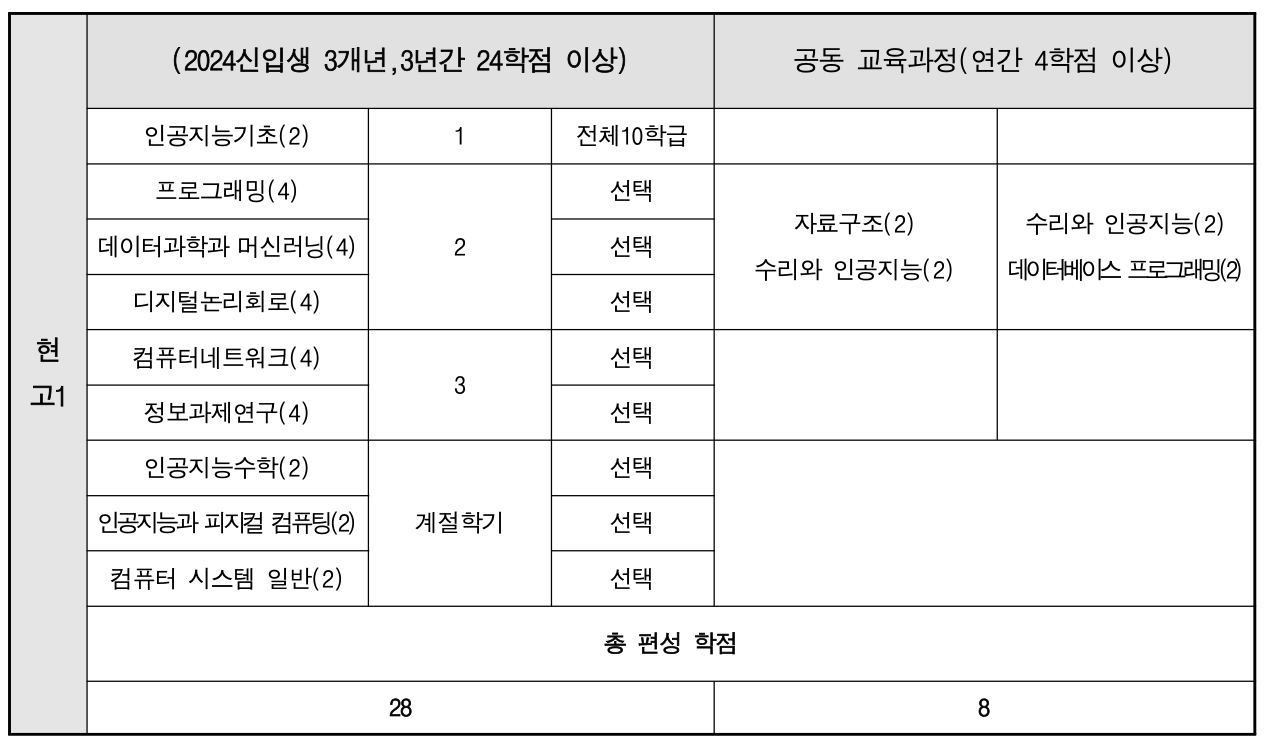 (2024신입생 3개년,3년간 24학점 이상)
공동 교육과정(연간 4학점 이상)
현
고1
인공지능기초(2)
1
전체10학급
프로그래밍(4)
2
선택
데이터과학과 머신러닝(4)
선택
디지털논리회로(4)
선택
자료구조(2)
수리와 인공지능(2)
수리와 인공지능(2)
데이터베이스 프로그래밍(2)
컴퓨터네트워크(4)
3
선택
정보과제연구(4)
선택
인공지능수학(2)
계절학기
선택
인공지능과 피지컬 컴퓨팅(2)
선택
컴퓨터 시스템 일반(2)
선택
총 편성 학점
28
8